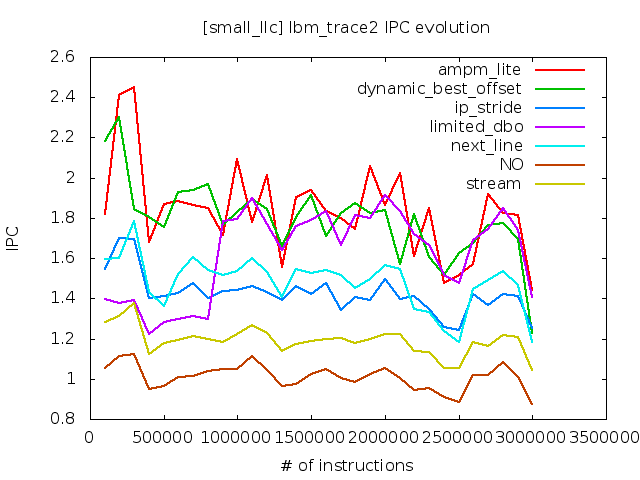 [small_llc] lbm_trace2 IPC evolution
2.6
2.4
2.2
2
1.8
1.6
1.4
1.2
1
0.8
IPC
ampm_lite
dynamic_best_offset
ip_stride
limited_dbo
next_line
NO
stream
0 500000 1000000 1500000 2000000 2500000 3000000 3500000
# of instructions